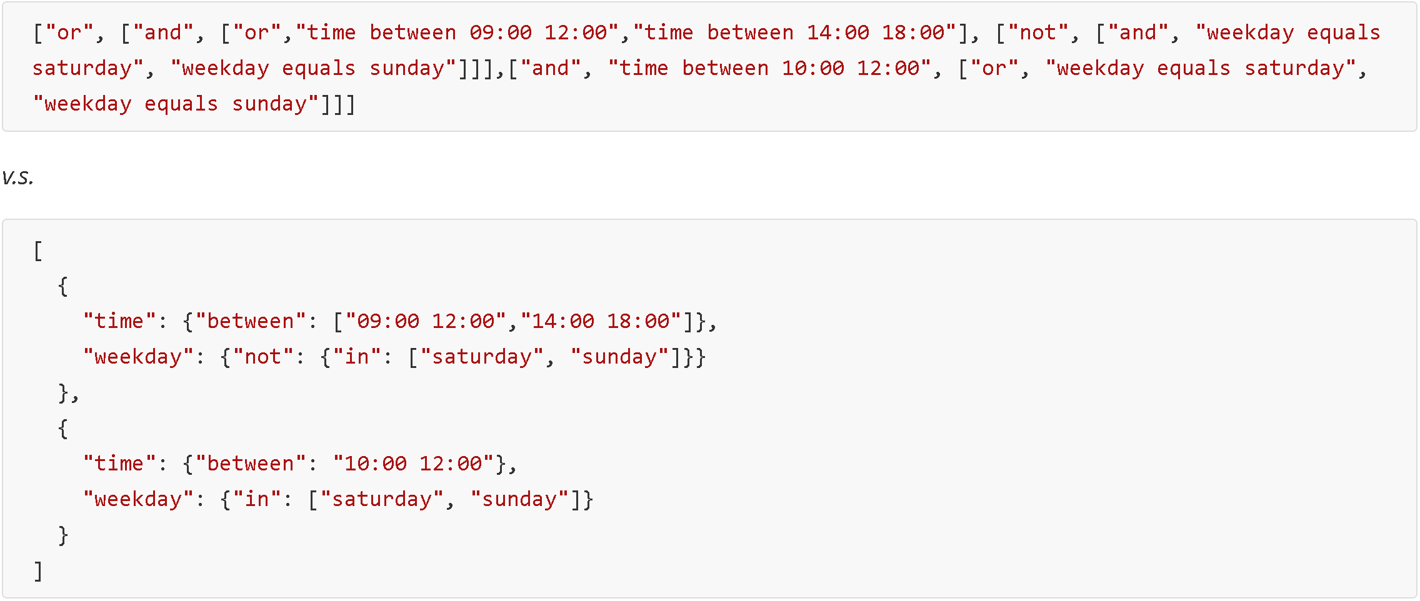 ["or", ["and", ["or","time between 09:00 12:00","time between 14:00 18:00"], ["not", ["and", "weekday equals
saturday", "weekday equals sunday"]]],["and", "time between 10:00 12:00", ["or", "weekday equals saturday",
"weekday equals sunday"]]]
v.s.
[
  {
    "time": {"between": ["09:00 12:00","14:00 18:00"]},
    "weekday": {"not": {"in": ["saturday", "sunday"]}}
  },
  {
    "time": {"between": "10:00 12:00"},
    "weekday": {"in": ["saturday", "sunday"]}
  }
]